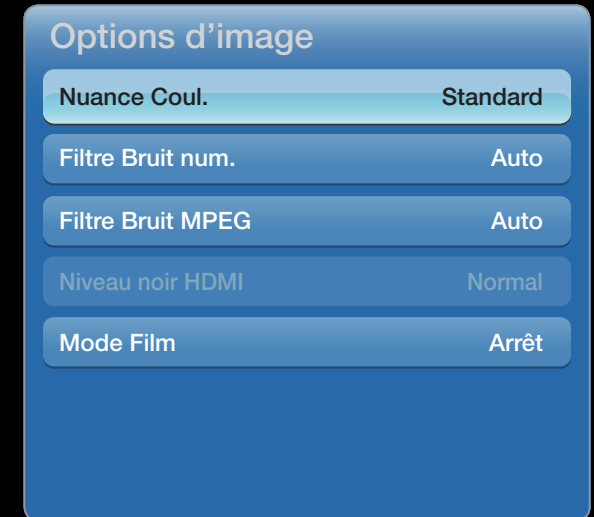 Options d’image
Nuance Coul. Standard
Filtre Bruit num. Auto
Filtre Bruit MPEG Auto
Niveau noir HDMI Normal
Mode Film Arrêt